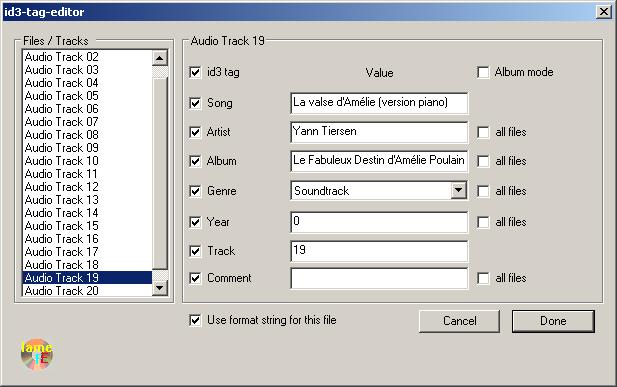 id3-tag-editor
Files / Tracks
Audio Track 02
Audio Track 03
Audio Track 04
Audio Track 05
Audio Track 06
Audio Track 07
Audio Track 08
Audio Track 09
Audio Track 10
Audio Track 11
Audio Track 12
Audio Track 13
Audio Track 14
Audio Track 15
Audio Track 16
Audio Track 17
Audio Track 18
Audio Track 19
Audio Track 20
Audio Track 19
id3 tag Value Album mode
Song La valse d'Amélie (version piano)
Artist Yann Tiersen all files
Album Le Fabuleux Destin d'Amélie Poulain all files
Genre Soundtrack all files
Year 0 all files
Track 19
Comment all files
Use format string for this file Cancel Done
lame
FE